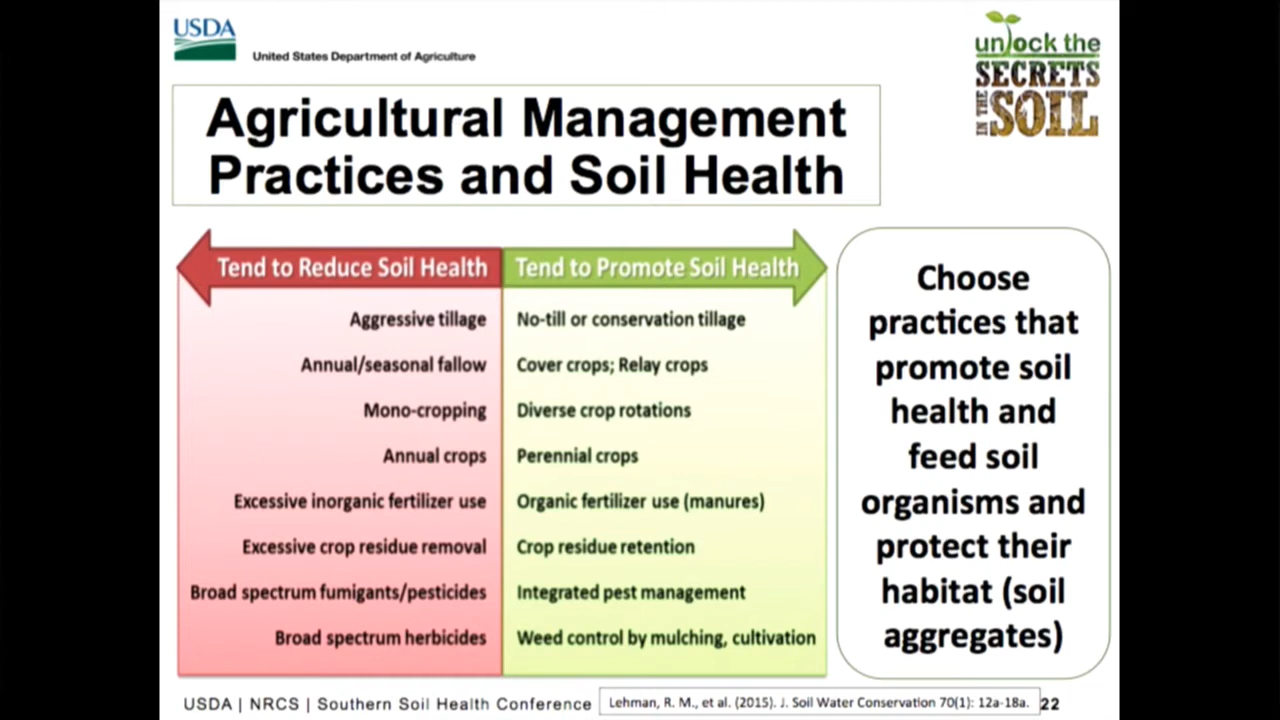 USDA
United States Department of Agriculture
unlock the
SECRETS
IN THE
SOIL
Agricultural Management
Practices and Soil Health
Tend to Reduce Soil Health
Tend to Promote Soil Health
Aggressive tillage
No-till or conservation tillage
Annual/seasonal fallow
Cover crops; Relay crops
Mono-cropping
Diverse crop rotations
Annual crops
Perennial crops
Excessive inorganic fertilizer use
Organic fertilizer use (manures)
Excessive crop residue removal
Crop residue retention
Broad spectrum fumigants/pesticides
Integrated pest management
Broad spectrum herbicides
Weed control by mulching, cultivation
Choose
practices that
promote soil
health and
feed soil
organisms and
protect their
habitat (soil
aggregates)
USDA | NRCS | Southern Soil Health Conference
Lehman, R. M., et al. (2015). J. Soil Water Conservation 70(1): 12a-18a.
22